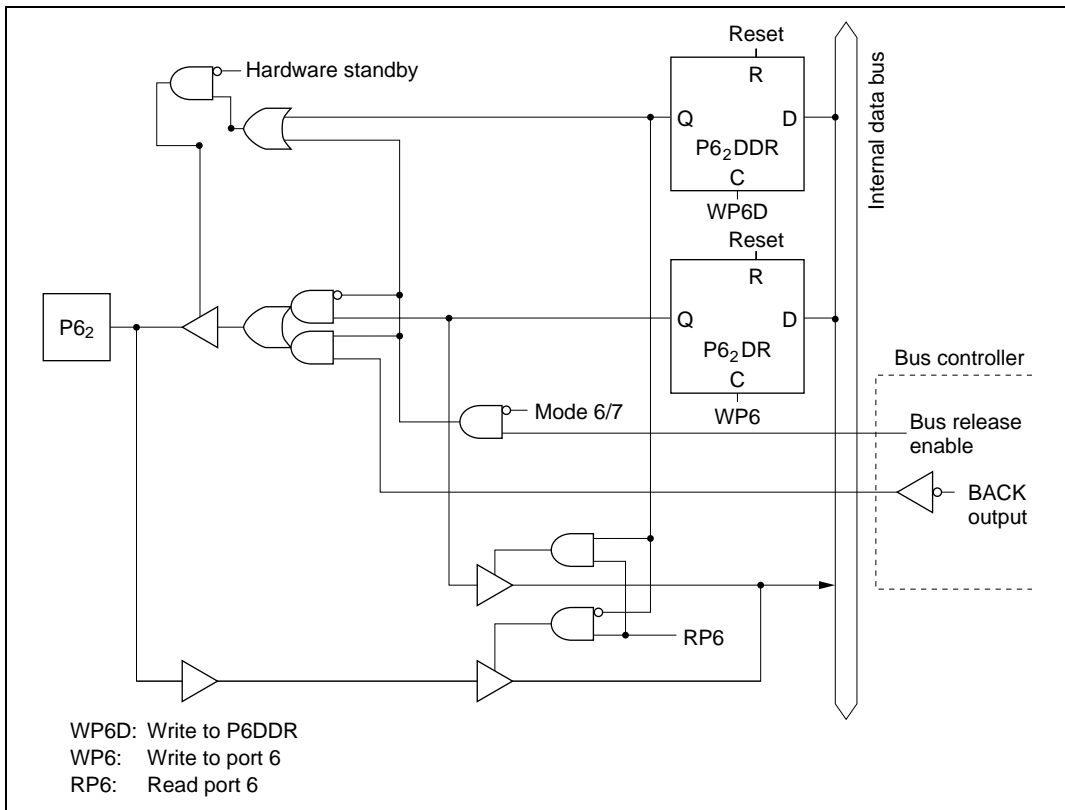 Reset
Hardware standby
R
Q
D
P6₂DDR
C
WP6D
Internal data bus
Reset
R
P6₂
Q
D
P6₂DR
C
WP6
Bus controller
Mode 6/7
Bus release
enable
BACK
output
RP6
WP6D: Write to P6DDR
WP6: Write to port 6
RP6: Read port 6